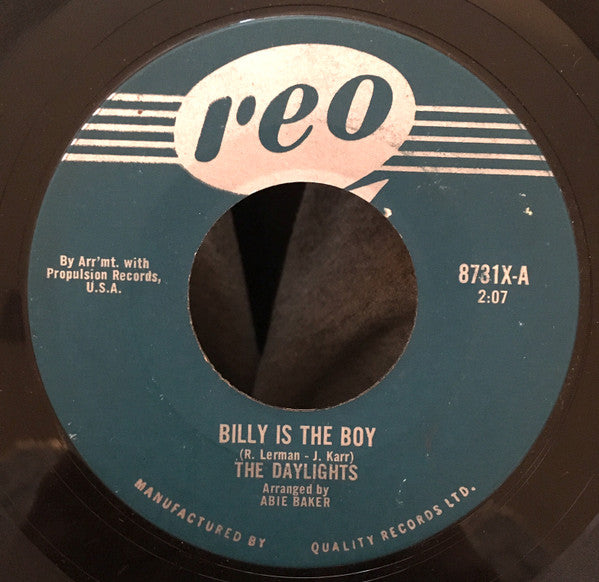 reo
By Arr'mt. with
Propulsion Records,
U.S.A.
8731X-A
2:07
BILLY IS THE BOY
(R. Lerman - J. Karr)
THE DAYLIGHTS
Arranged by
ABIE BAKER
MANUFACTURED BY QUALITY RECORDS LTD.